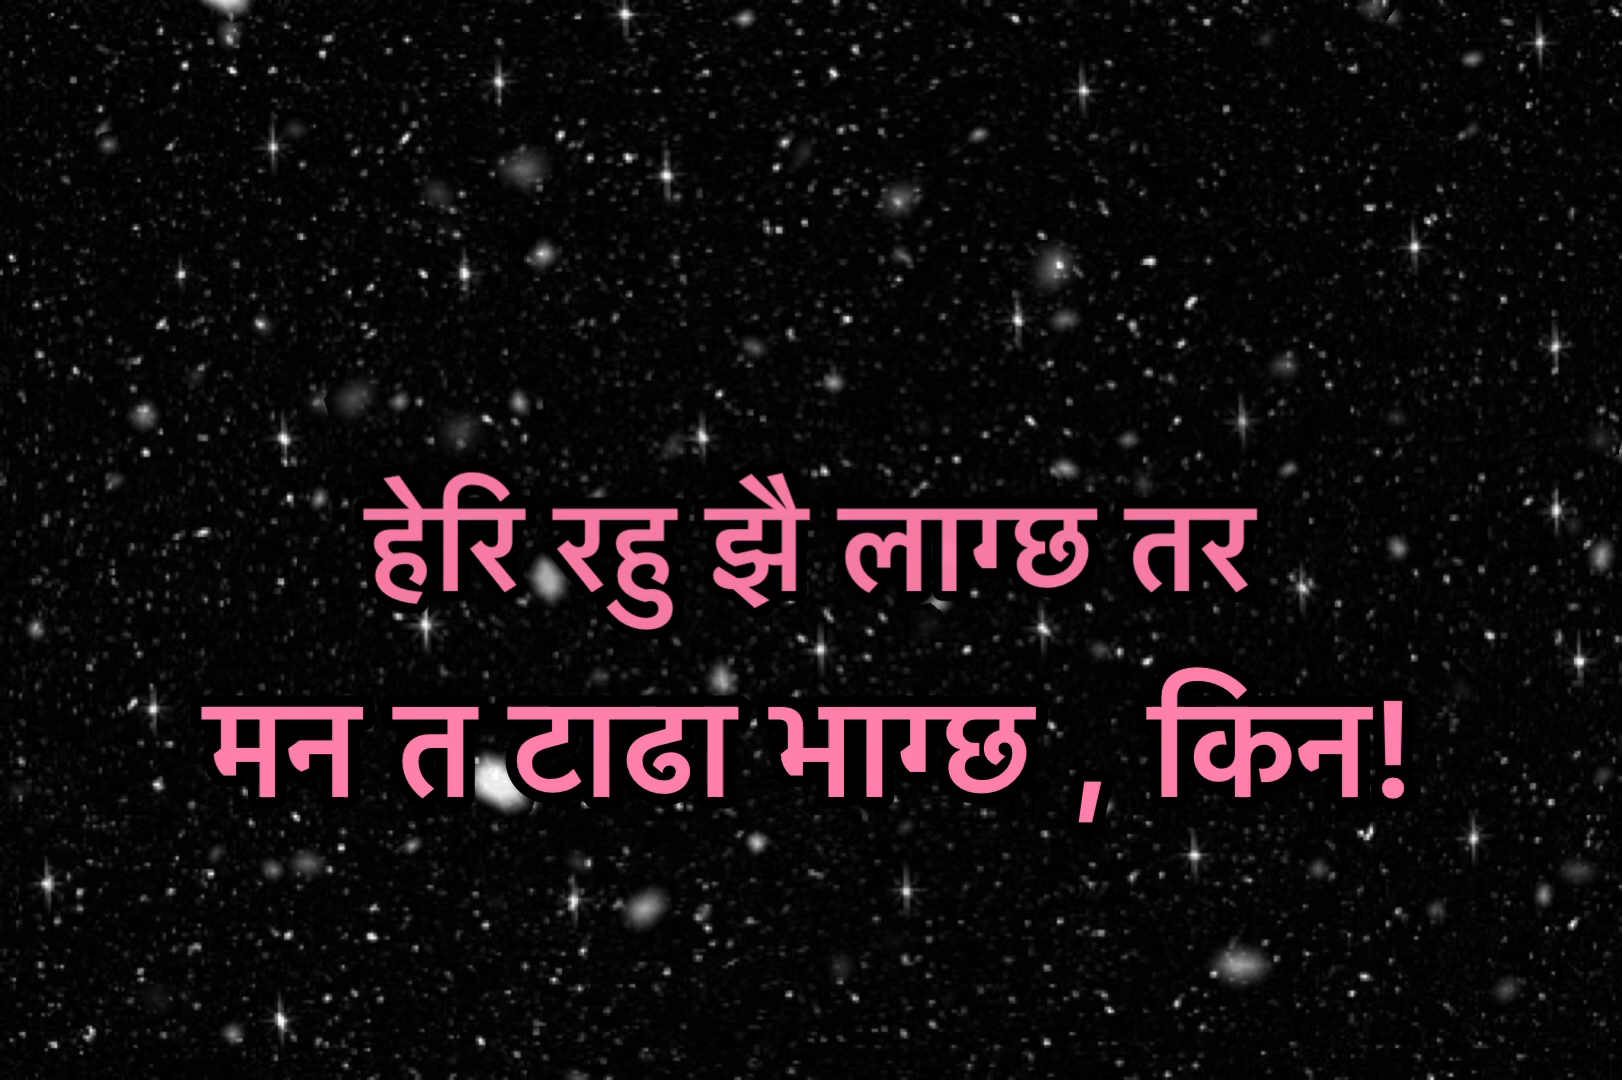 हेरि रहु झै लाग्छ तर
मन त टाढा भाग्छ , किन!